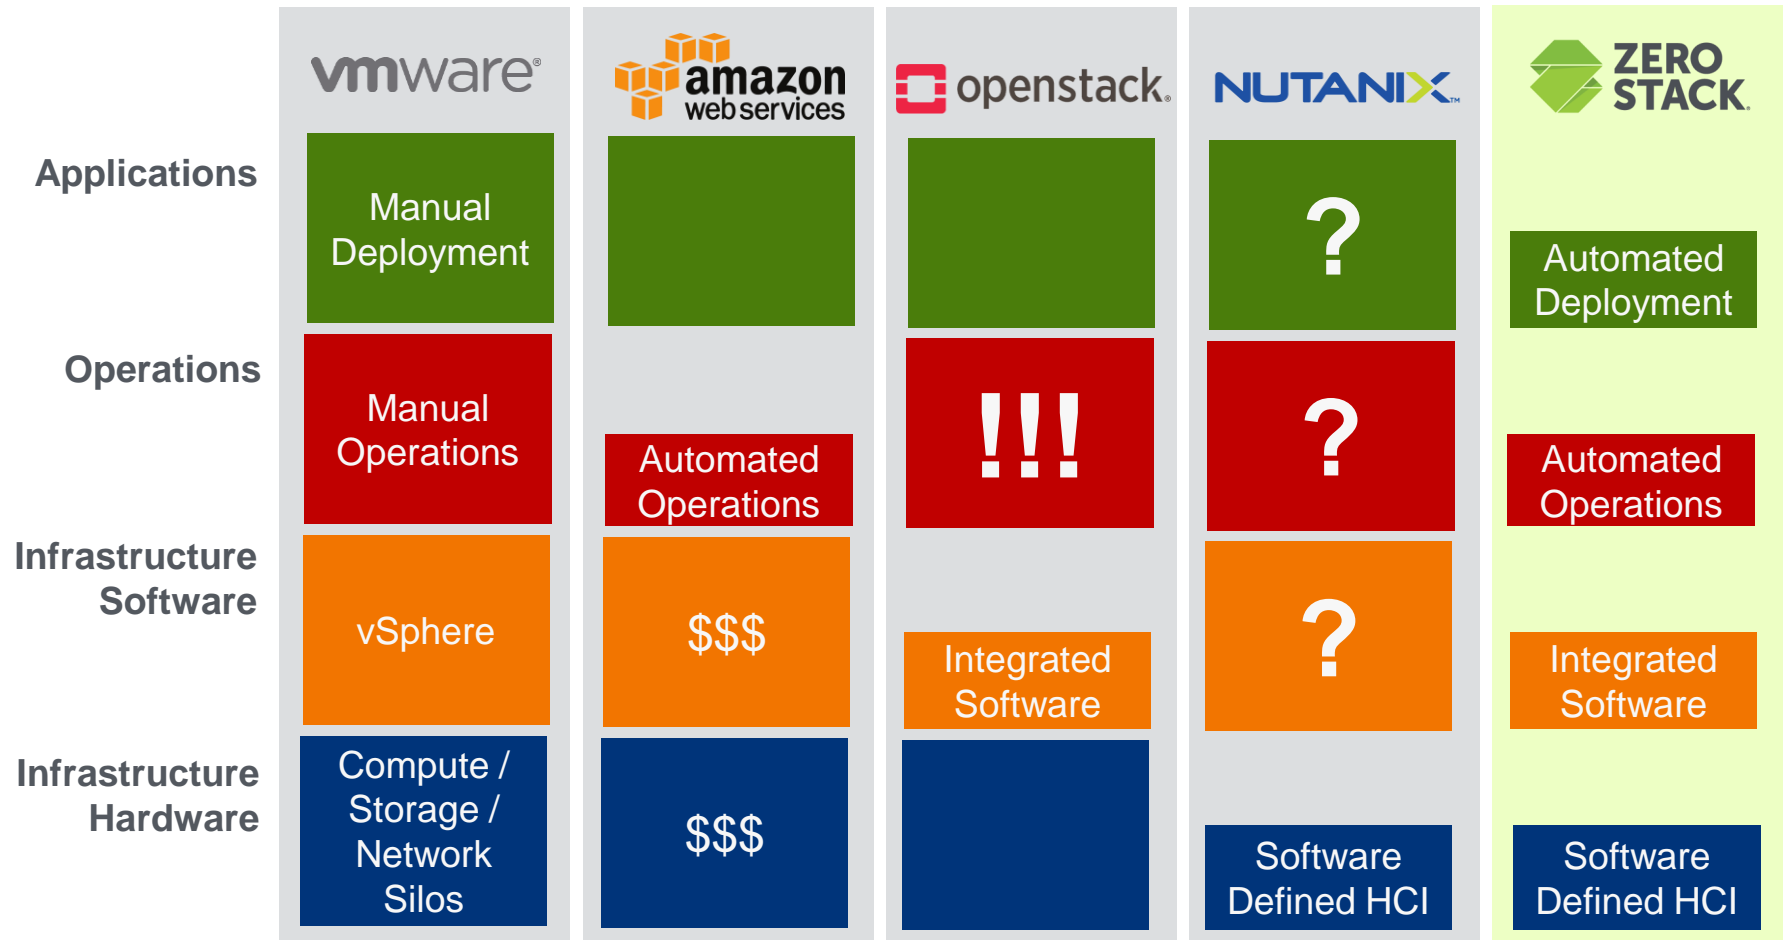 vmware®
amazon
web services
openstack®
NUTANIX™
ZERO
STACK®
Applications
Manual
Deployment
?
Automated
Deployment
Operations
Manual
Operations
Automated
Operations
!!!
?
Automated
Operations
Infrastructure
Software
vSphere
$$$
Integrated
Software
?
Integrated
Software
Infrastructure
Hardware
Compute /
Storage /
Network
Silos
$$$
Software
Defined HCI
Software
Defined HCI